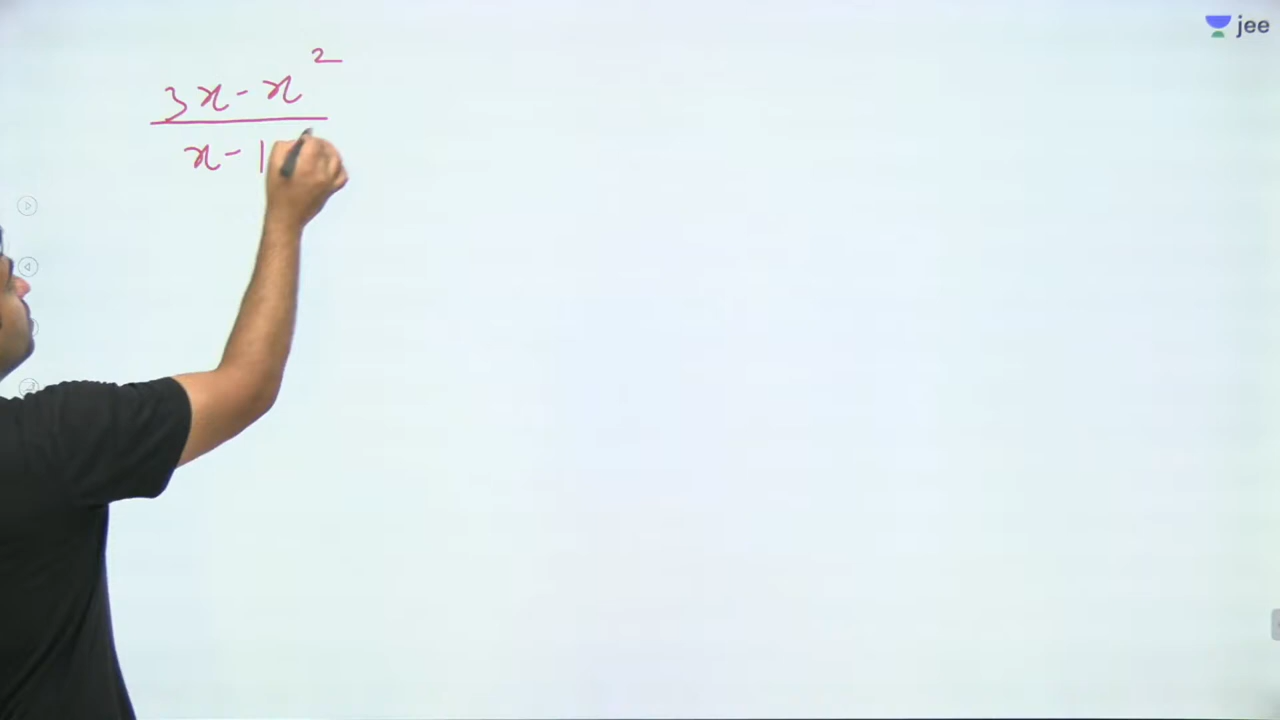 jee
3x - x²
x - 1